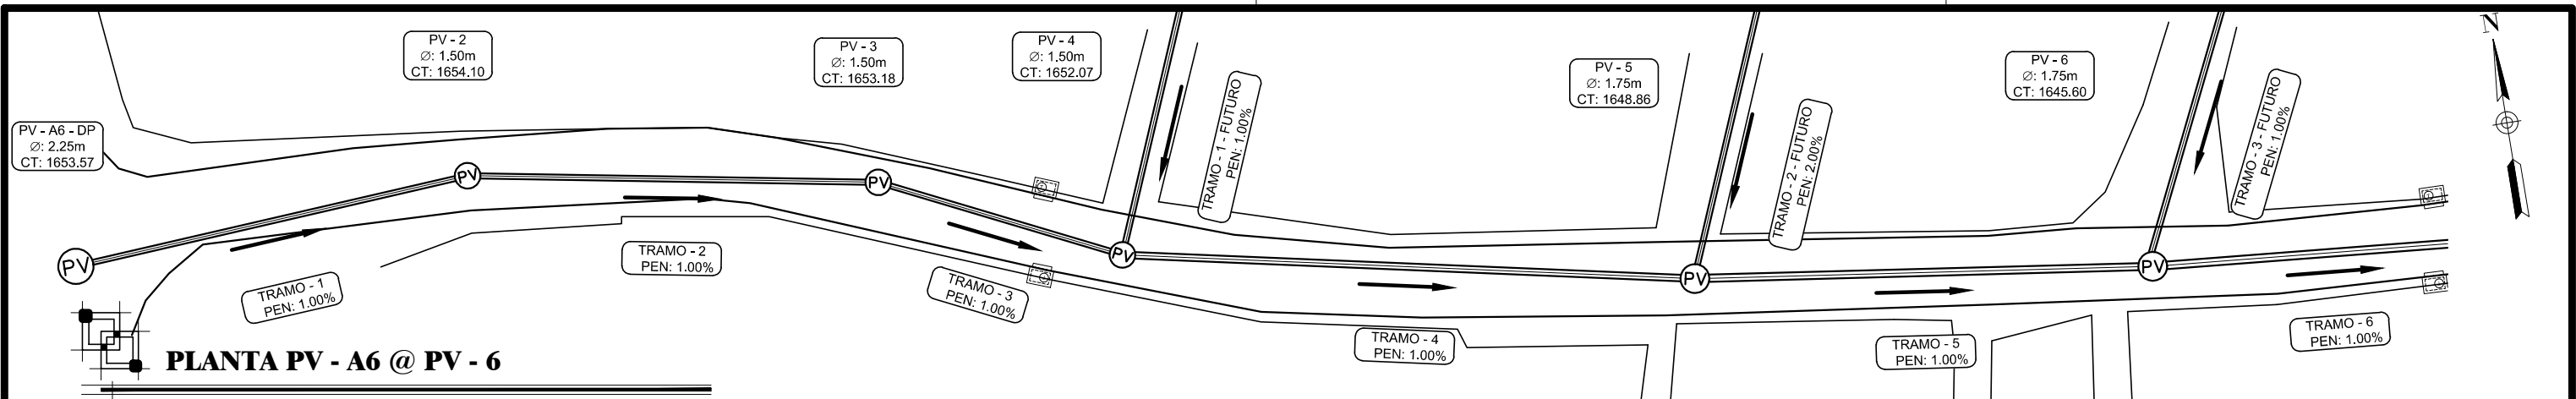 PV - 2
Ø: 1.50m
CT: 1654.10
PV - 3
Ø: 1.50m
CT: 1653.18
PV - 4
Ø: 1.50m
CT: 1652.07
PV - 5
Ø: 1.75m
CT: 1648.86
PV - 6
Ø: 1.75m
CT: 1645.60
N
PV - A6 - DP
Ø: 2.25m
CT: 1653.57
TRAMO - 1 - FUTURO
PEN: 1.00%
TRAMO - 2 - FUTURO
PEN: 2.00%
TRAMO - 3 - FUTURO
PEN: 1.00%
PV
PV
PV
PV
PV
PV
TRAMO - 1
PEN: 1.00%
TRAMO - 2
PEN: 1.00%
TRAMO - 3
PEN: 1.00%
TRAMO - 4
PEN: 1.00%
TRAMO - 5
PEN: 1.00%
TRAMO - 6
PEN: 1.00%
PLANTA PV - A6 @ PV - 6